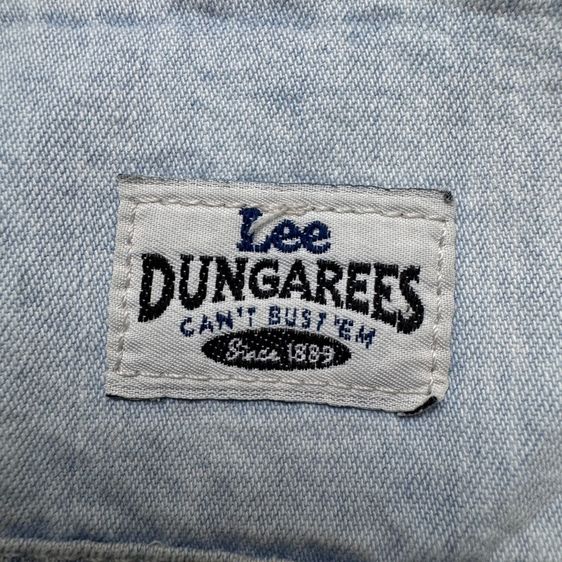 Lee
DUNGAREES
CAN'T BUST 'EM
Since 1889